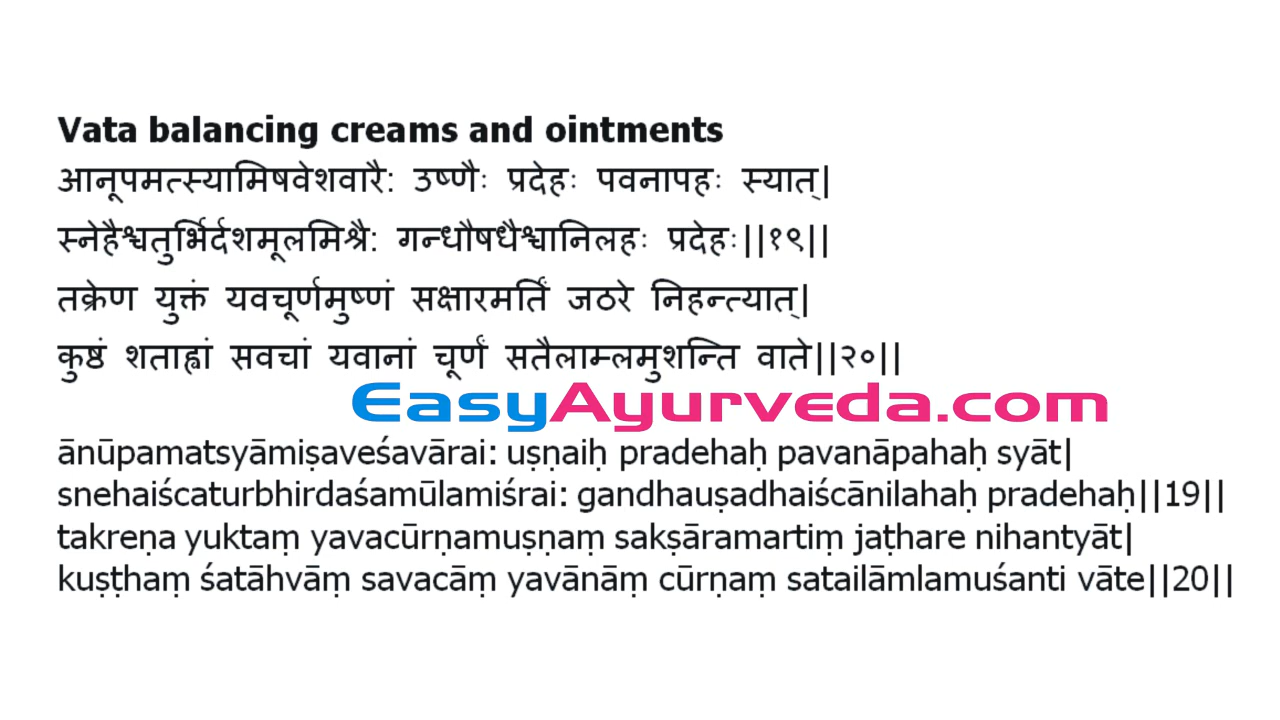 Vata balancing creams and ointments
आनूपमत्स्यामिषवेशवारै: उष्णैः प्रदेहः पवनापहः स्यात्|
स्नेहैश्चतुर्भिर्दशमूलमिश्रै: गन्धौषधैश्चानिलहः प्रदेहः||१९||
तक्रेण युक्तं यवचूर्णमुष्णं सक्षारमर्तिं जठरे निहन्त्यात्|
कुष्ठं शताह्वां सवचां यवानां चूर्णं सतैलाम्लमुशन्ति वाते||२०||
EasyAyurveda.com
ānūpamatsyāmiṣaveśavārai: uṣṇaiḥ pradehaḥ pavanāpahaḥ syāt|
snehaiścaturbhirdaśamūlamiśrai: gandhauṣadhaiścānilahaḥ pradehaḥ||19||
takreṇa yuktaṃ yavacūrṇamuṣṇaṃ sakṣāramartiṃ jaṭhare nihantyāt|
kuṣṭhaṃ śatāhvāṃ savacāṃ yavānāṃ cūrṇaṃ satailāmlamuśanti vāte||20||